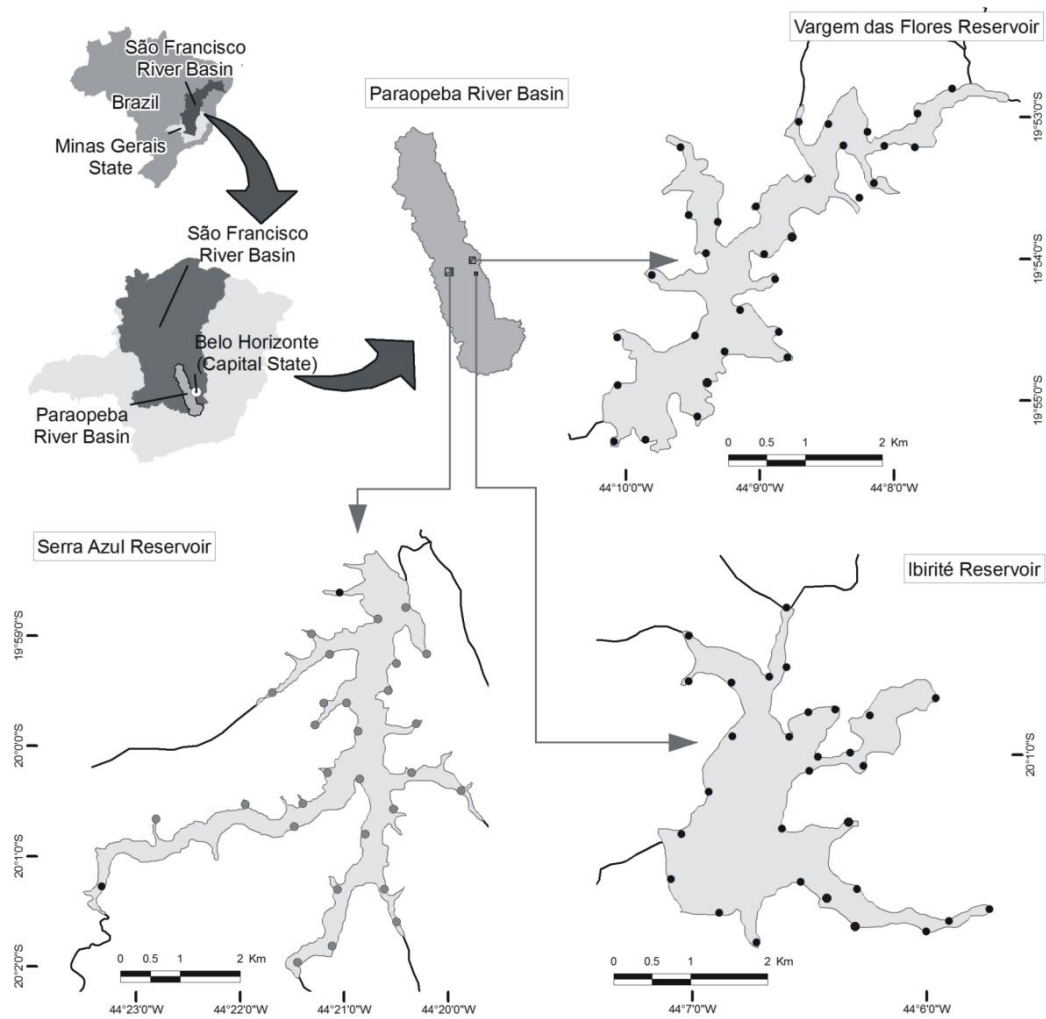 São Francisco
River Basin
Brazil
Minas Gerais
State
São Francisco
River Basin
Belo Horizonte
(Capital State)
Paraopeba
River Basin
Paraopeba River Basin
Vargem das Flores Reservoir
19°53'0"S
19°54'0"S
19°55'0"S
0 0.5 1 2 Km
44°10'0"W 44°9'0"W 44°8'0"W
Serra Azul Reservoir
19°59'0"S
20°0'0"S
20°1'0"S
20°2'0"S
0 0.5 1 2 Km
44°23'0"W 44°22'0"W 44°21'0"W 44°20'0"W
Ibirité Reservoir
20°1'0"S
0 0.5 1 2 Km
44°7'0"W 44°6'0"W